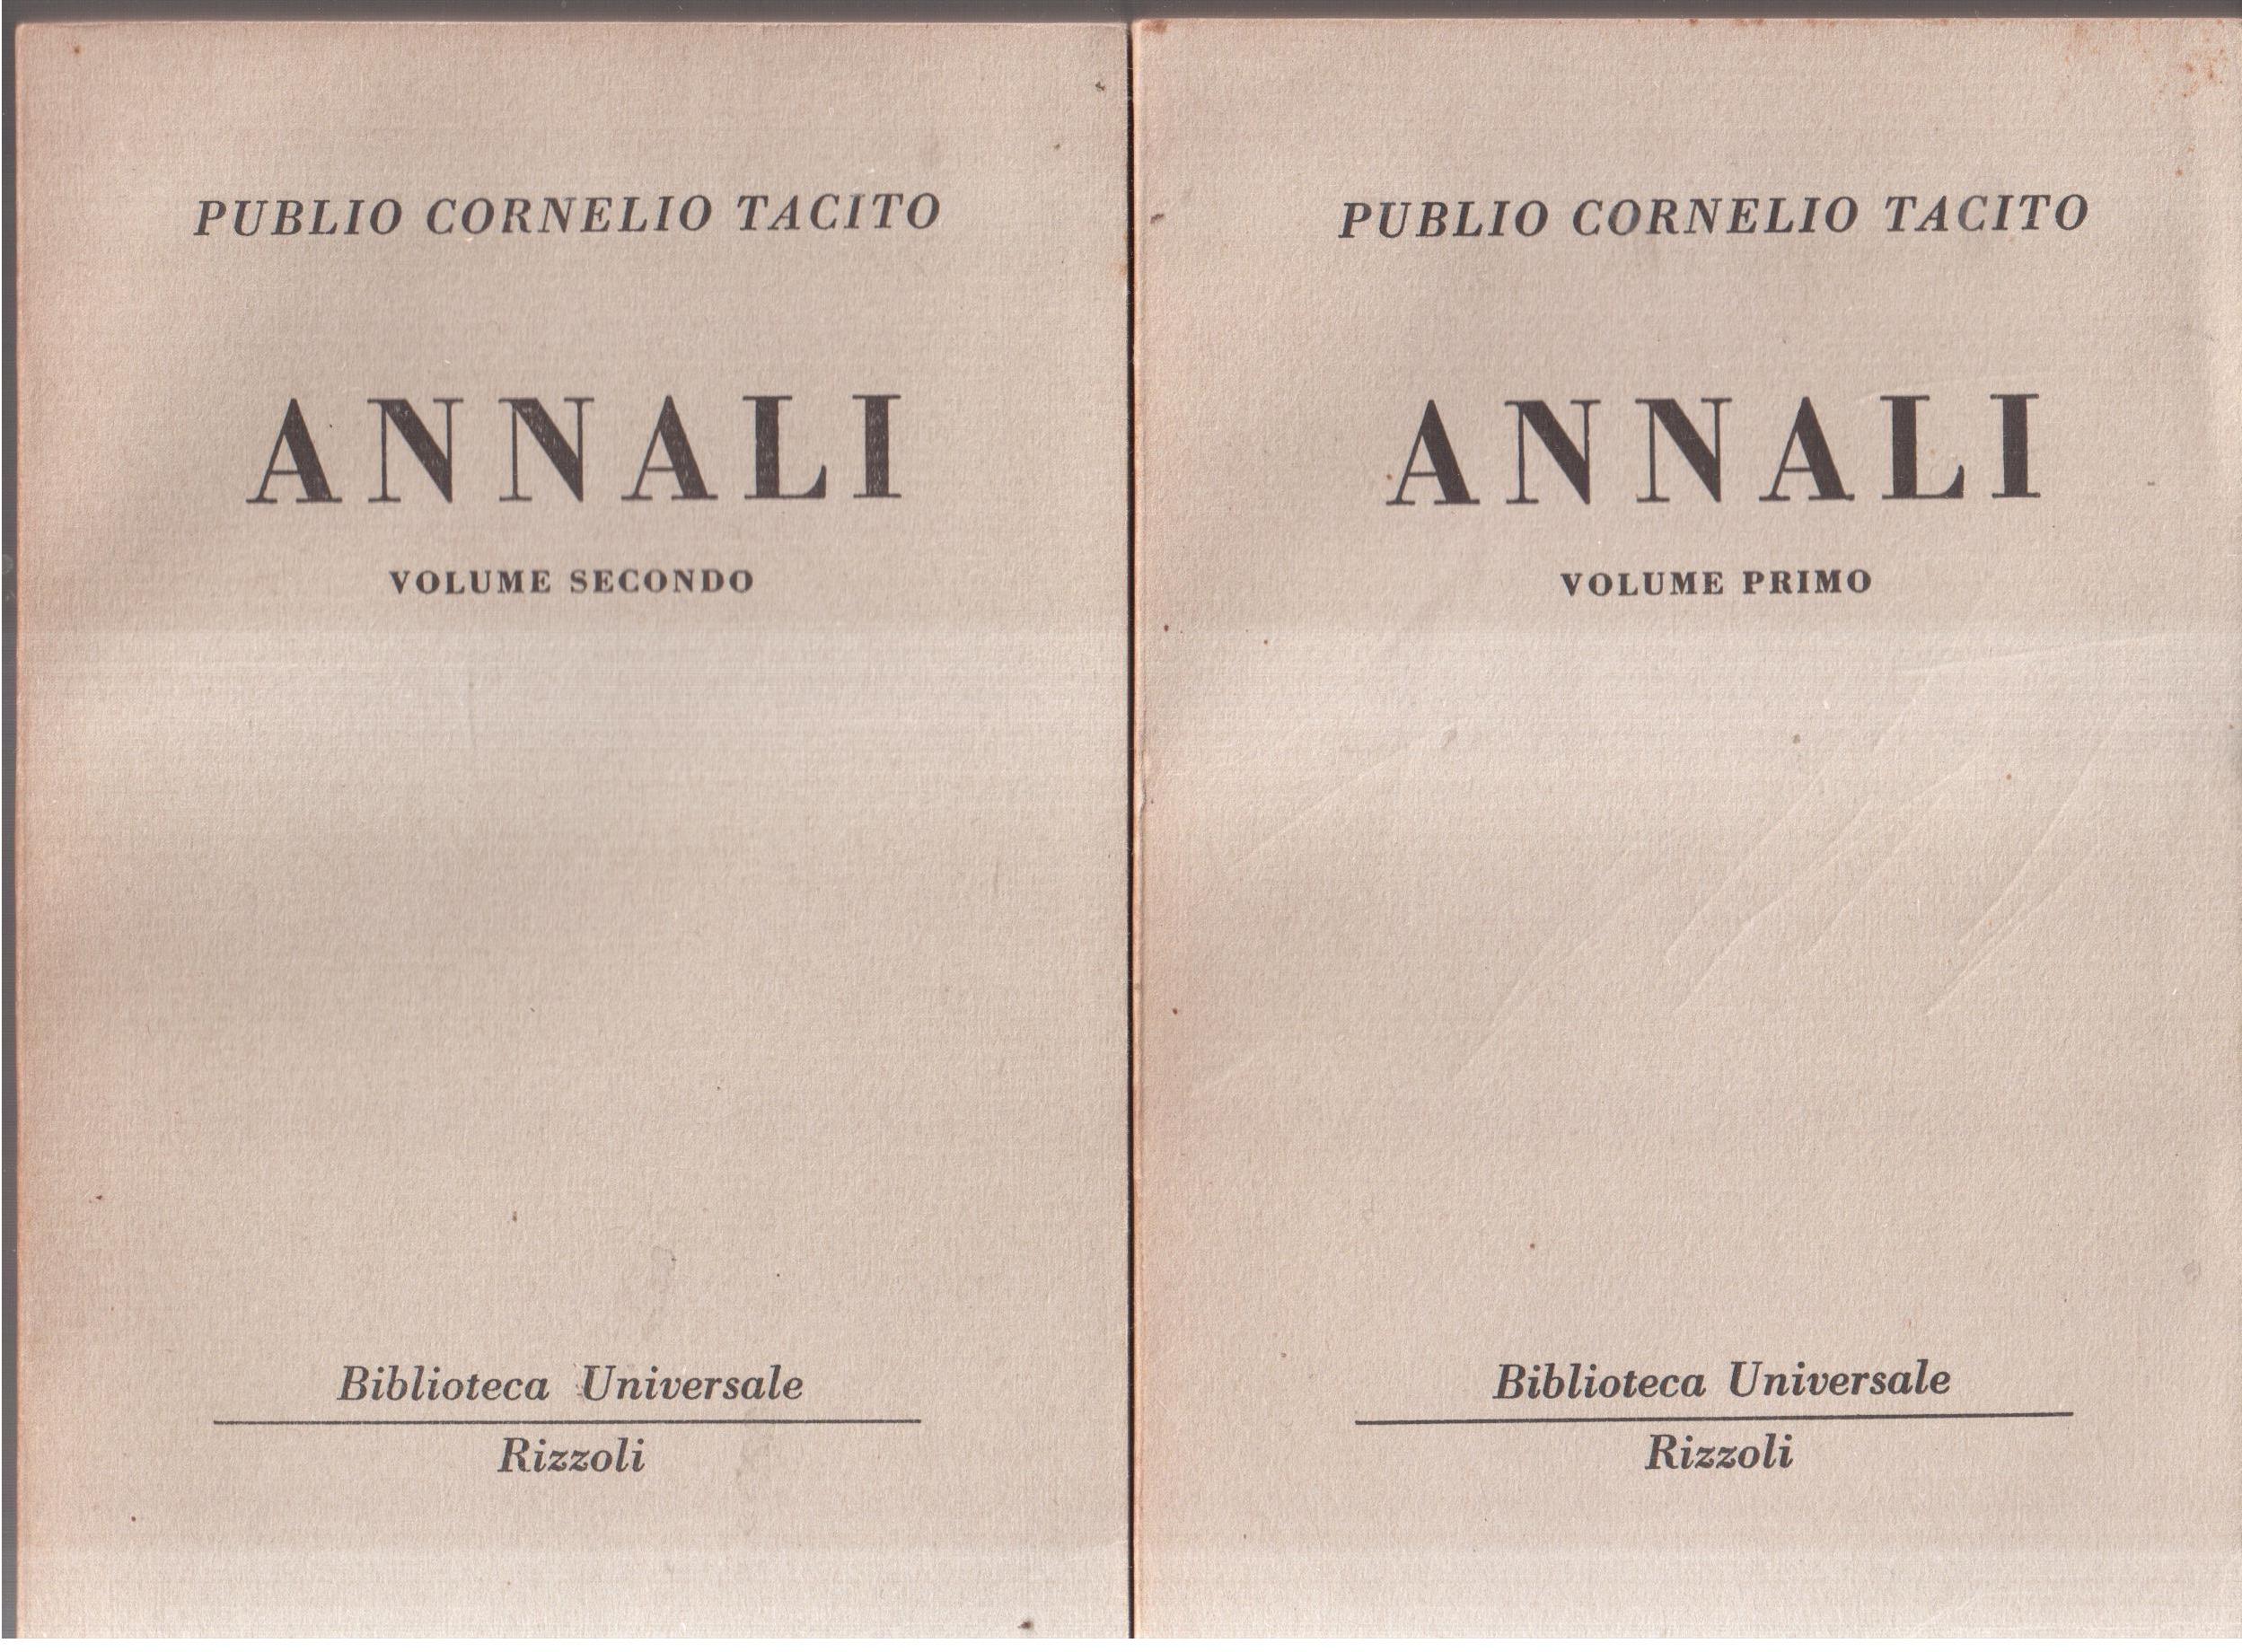 PUBLIO CORNELIO TACITO
ANNALI
VOLUME SECONDO
Biblioteca Universale
Rizzoli
PUBLIO CORNELIO TACITO
ANNALI
VOLUME PRIMO
Biblioteca Universale
Rizzoli